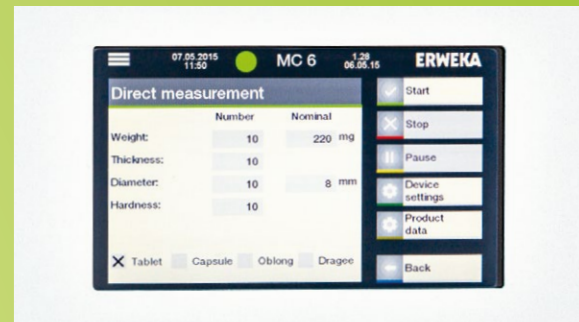 07.05.2015
11:50
MC 6
1.29
06.05.15
ERWEKA
Direct measurement
Number Nominal
Weight: 10 220 mg
Thickness: 10
Diameter: 10 8 mm
Hardness: 10
Tablet Capsule Oblong Dragee
Start
Stop
Pause
Device
settings
Product
data
Back